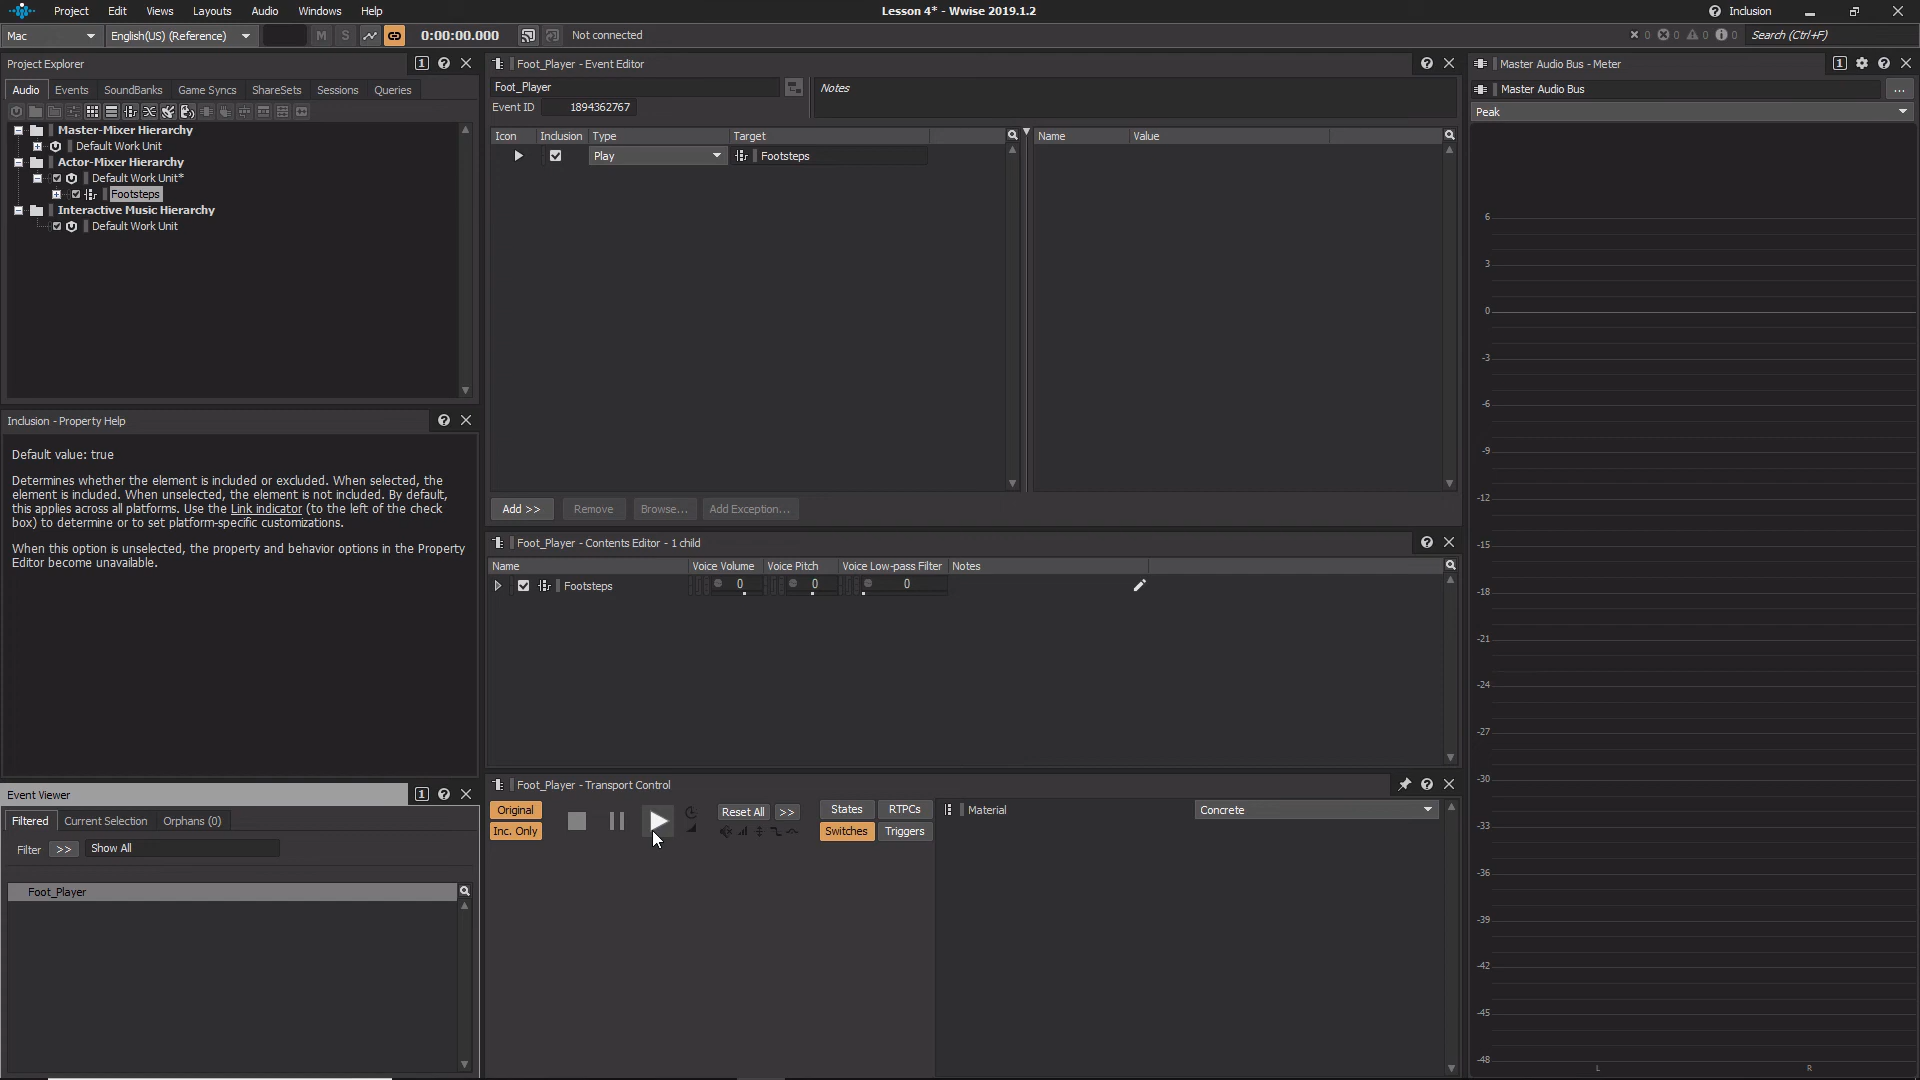 Project Edit Views Layouts Audio Windows Help
Lesson 4* - Wwise 2019.1.2
Inclusion
Mac
English(US) (Reference)
M S
0:00:00.000
Not connected
0 0 0 0
Search (Ctrl+F)
Project Explorer
1
Audio Events SoundBanks Game Syncs ShareSets Sessions Queries
Master-Mixer Hierarchy
Default Work Unit
Actor-Mixer Hierarchy
Default Work Unit*
Footsteps
Interactive Music Hierarchy
Default Work Unit
Inclusion - Property Help
Default value: true
Determines whether the element is included or excluded. When selected, the
element is included. When unselected, the element is not included. By default,
this applies across all platforms. Use the Link indicator (to the left of the check
box) to determine or to set platform-specific customizations.
When this option is unselected, the property and behavior options in the Property
Editor become unavailable.
Event Viewer
1
Filtered Current Selection Orphans (0)
Filter >> Show All
Foot_Player
Foot_Player - Event Editor
Foot_Player
Notes
Event ID 1894362767
Icon Inclusion Type Target
Name Value
Play Footsteps
Add >> Remove Browse... Add Exception...
Foot_Player - Contents Editor - 1 child
Name Voice Volume Voice Pitch Voice Low-pass Filter Notes
Footsteps 0 0 0
Foot_Player - Transport Control
Original
Inc. Only
Reset All >>
States RTPCs
Switches Triggers
Material Concrete
Master Audio Bus - Meter
1
Master Audio Bus
...
Peak
6
3
0
-3
-6
-9
-12
-15
-18
-21
-24
-27
-30
-33
-36
-39
-42
-45
-48
L R